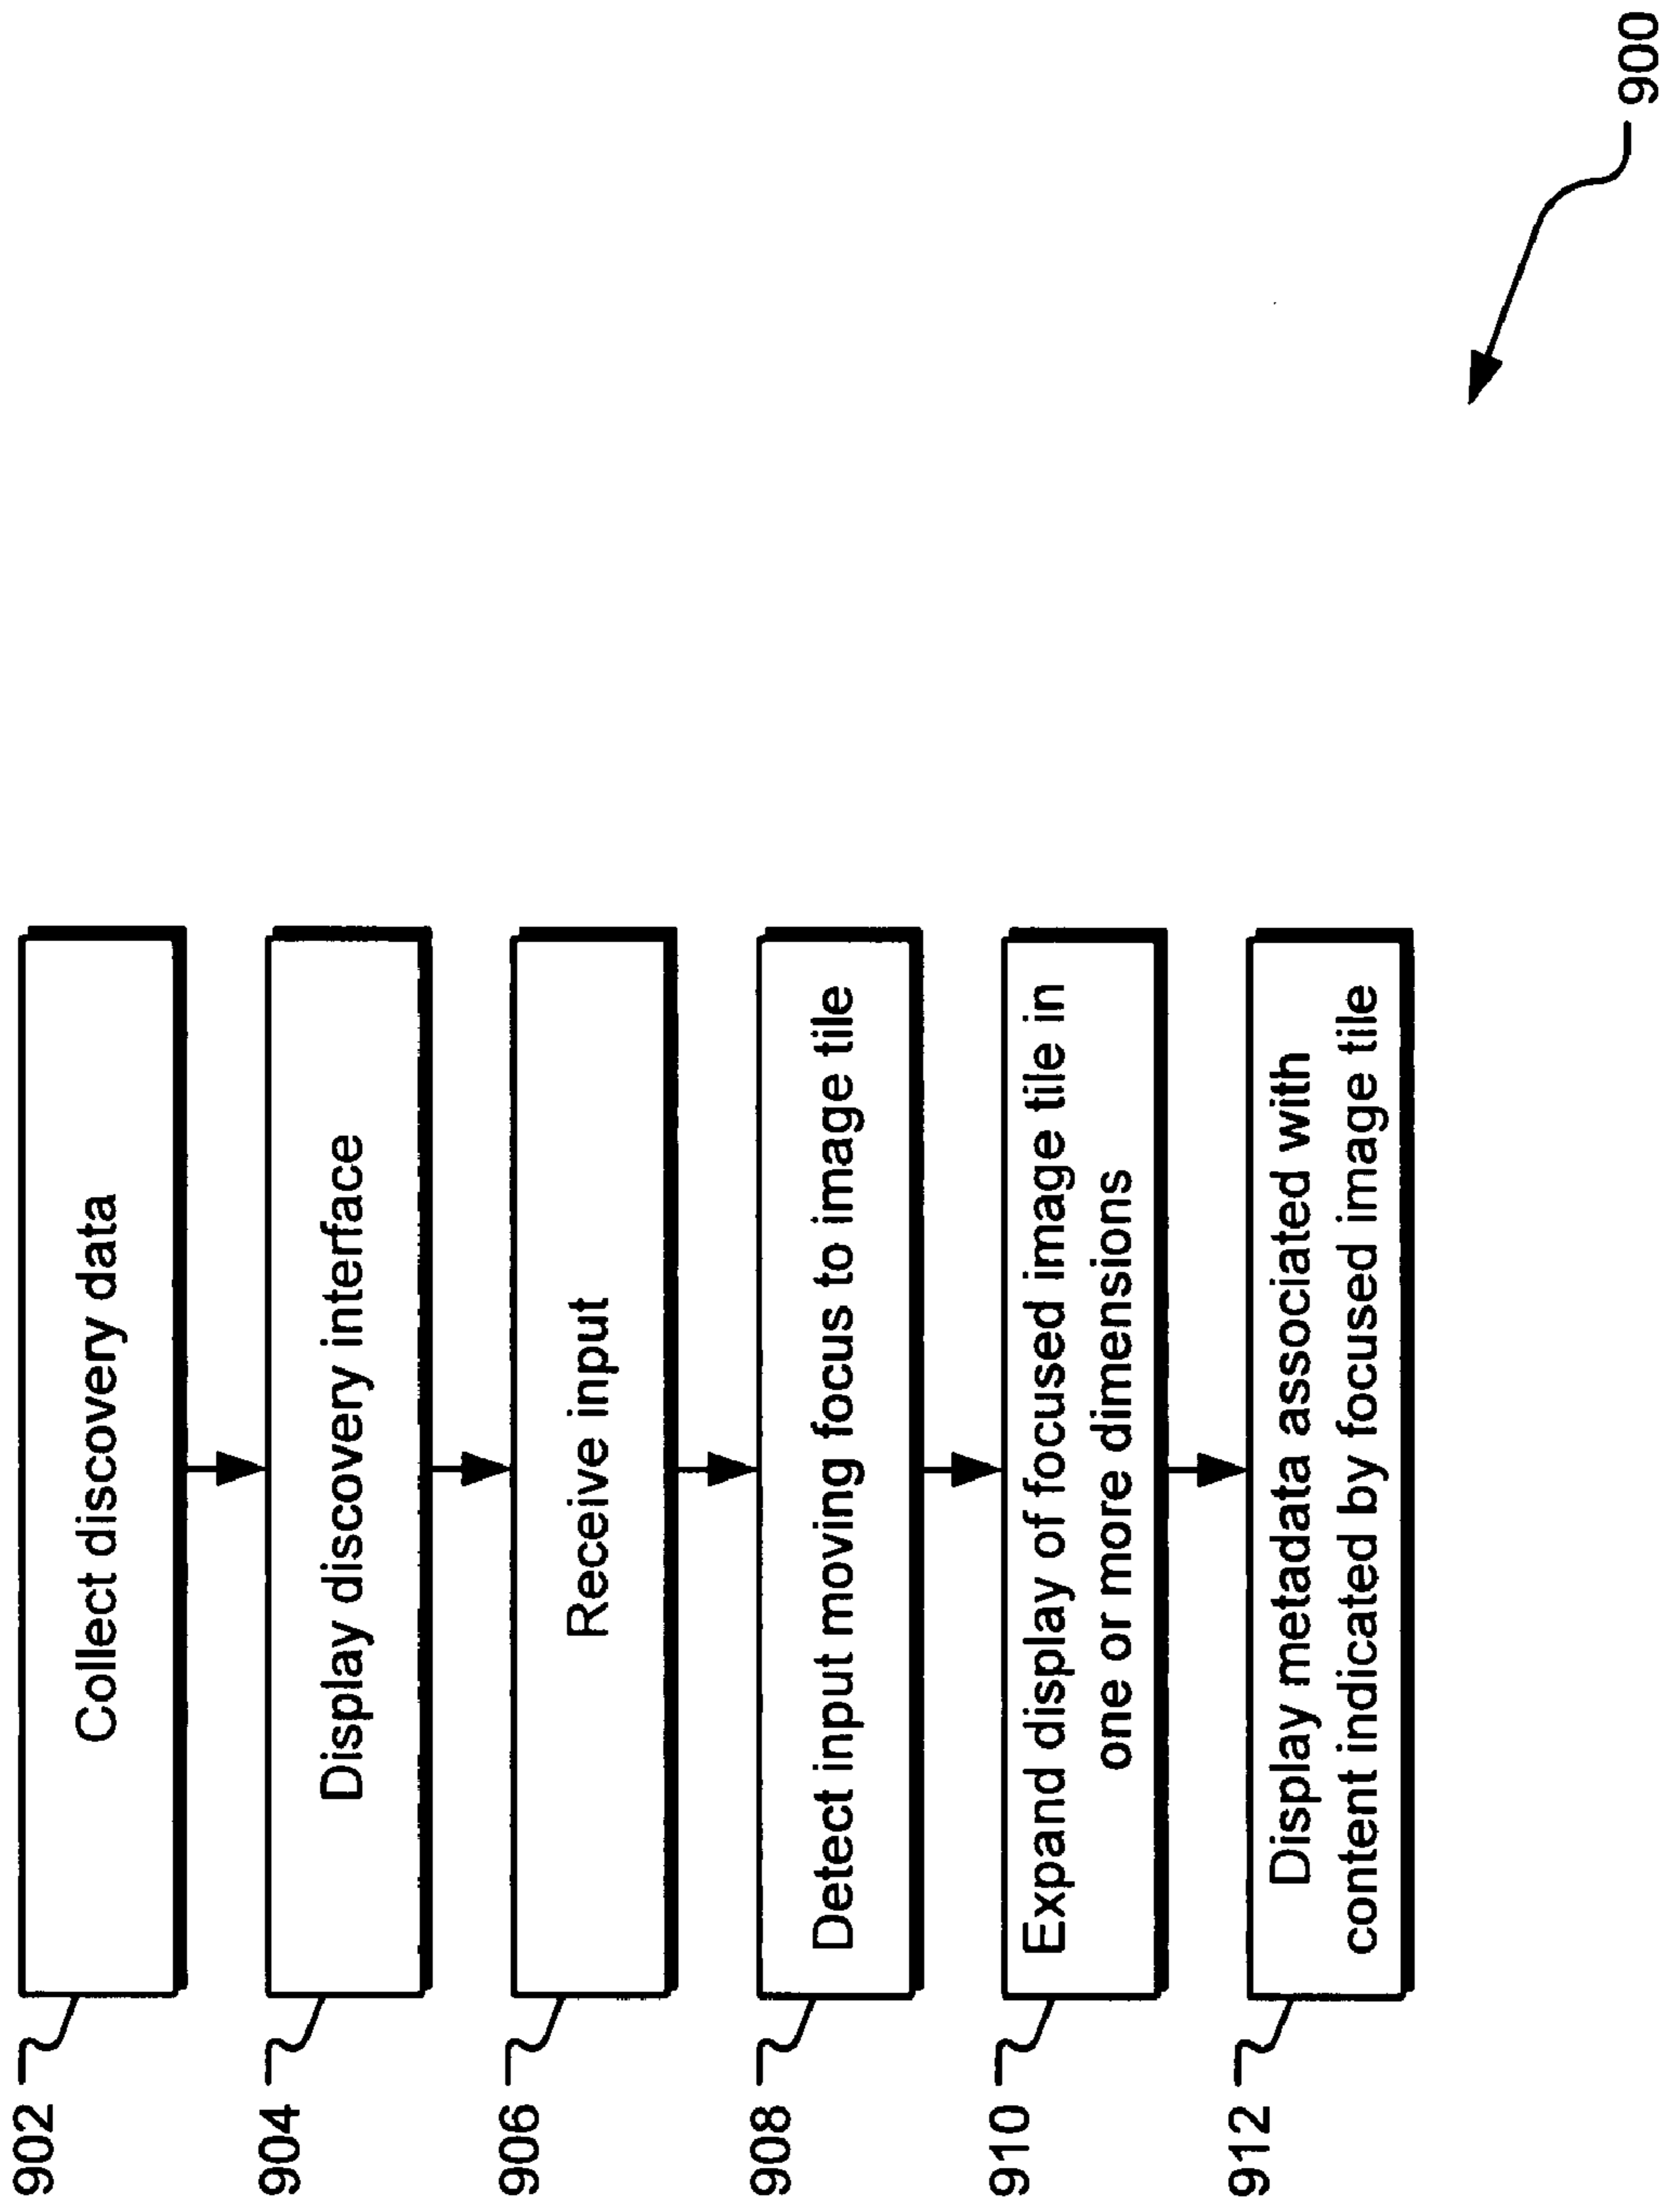 902
Collect discovery data
904
Display discovery interface
906
Receive input
908
Detect input moving focus to image tile
910
Expand display of focused image tile in
one or more dimensions
912
Display metadata associated with
content indicated by focused image tile
900